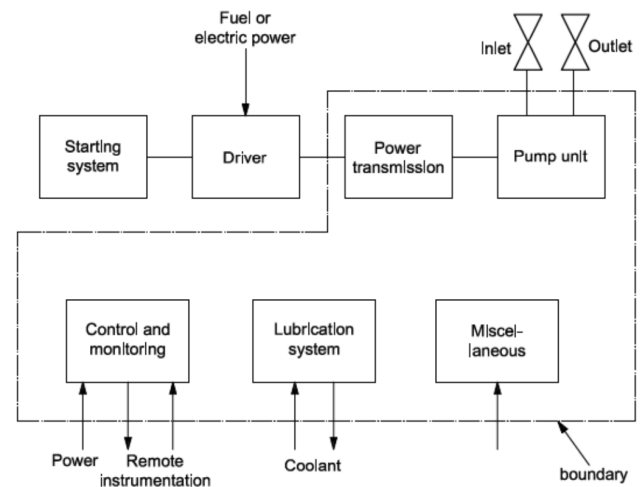 Fuel or
electric power
Inlet
Outlet
Starting
system
Driver
Power
transmission
Pump unit
Control and
monitoring
Lubrication
system
Miscel-
laneous
Power
Remote
instrumentation
Coolant
boundary